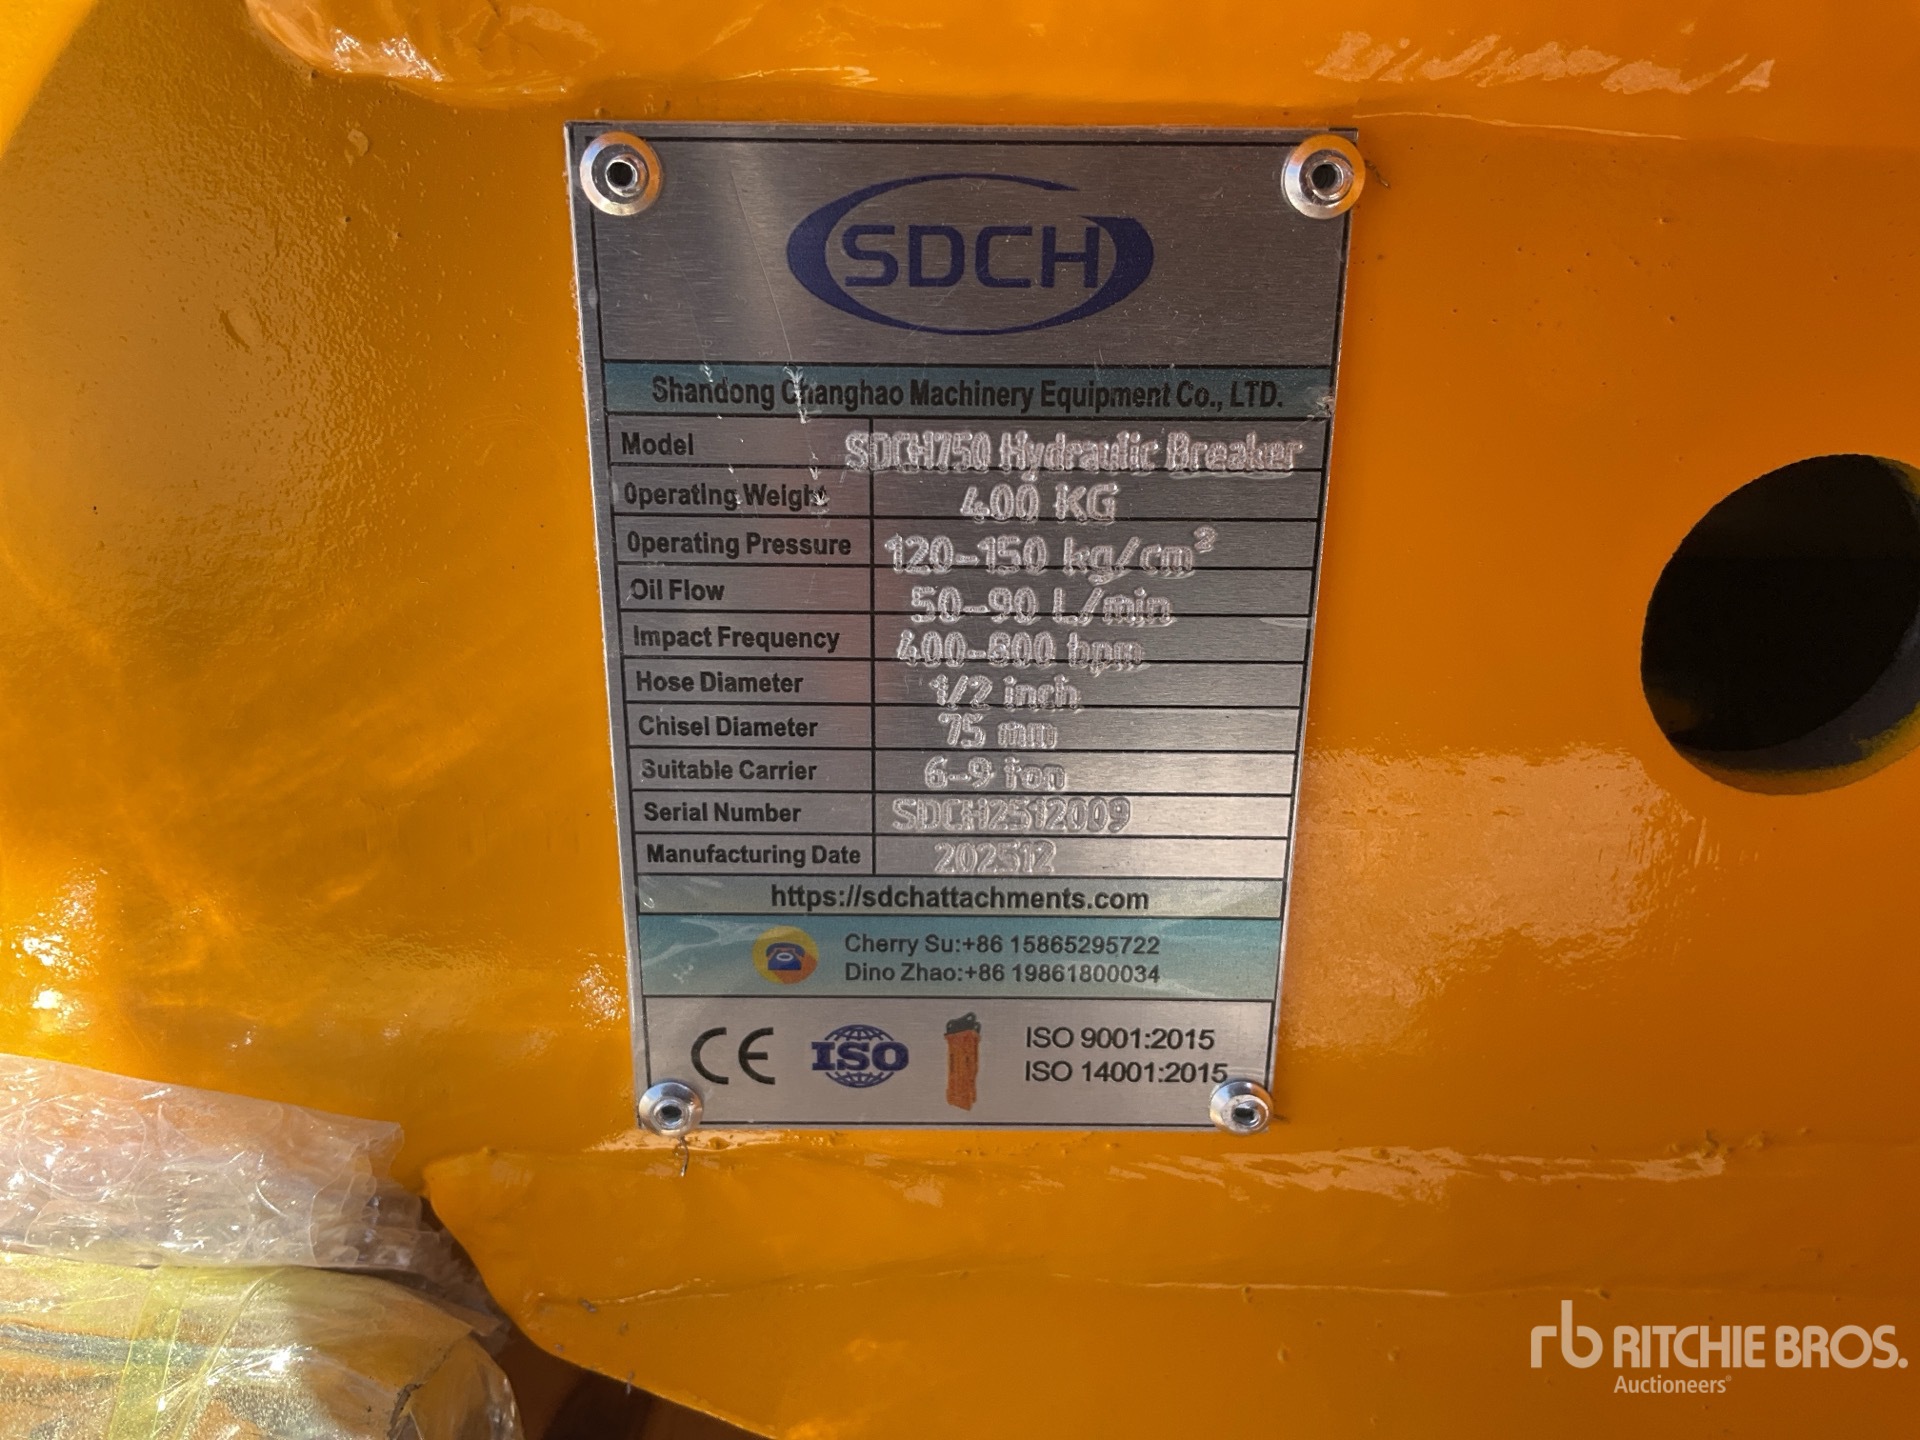 SDCH
Shandong Changhao Machinery Equipment Co., LTD.
Model SDCH750 Hydraulic Breaker
Operating Weight 400 KG
Operating Pressure 120-150 kg/cm²
Oil Flow 50-90 L/min
Impact Frequency 400-800 bpm
Hose Diameter 1/2 inch
Chisel Diameter 75 mm
Suitable Carrier 6-9 ton
Serial Number SDCH2512009
Manufacturing Date 202512
https://sdchattachments.com
Cherry Su:+86 15865295722
Dino Zhao:+86 19861800034
CE ISO ISO 9001:2015
ISO 14001:2015
rb RITCHIE BROS.
Auctioneers